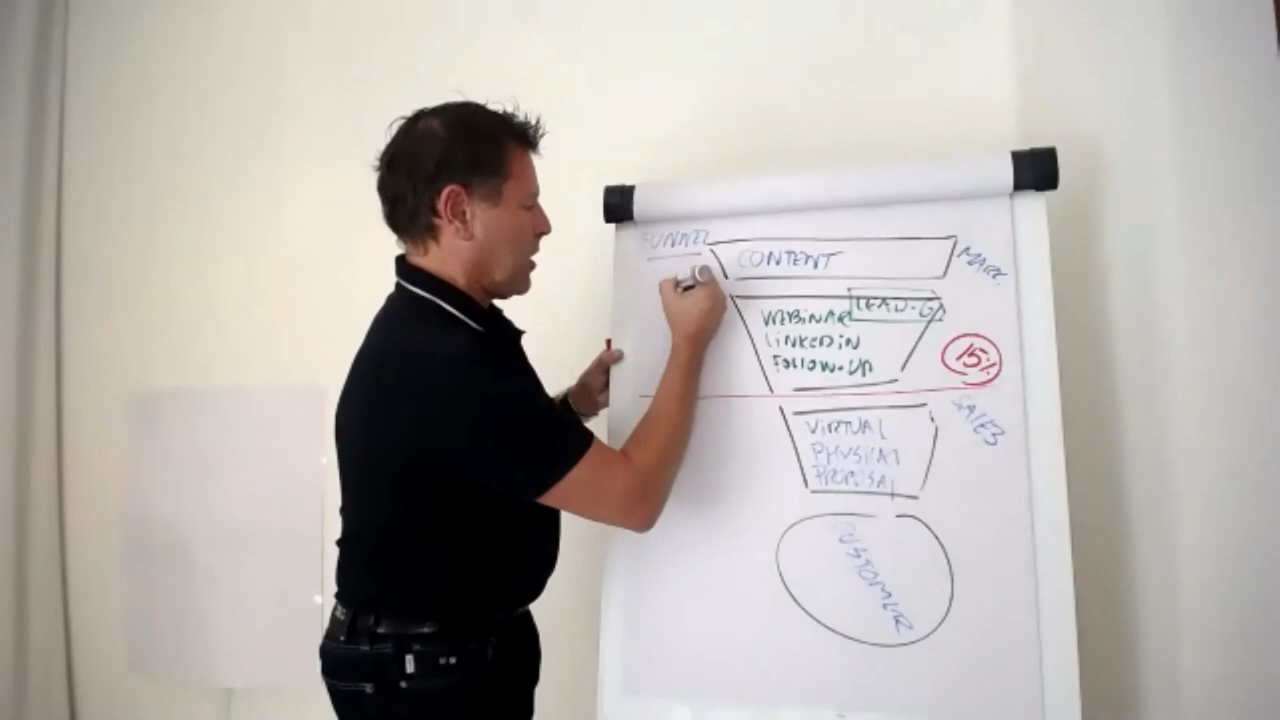 FUNNEL
CONTENT
MARK.
LEAD-G
WEBINAR
LINKEDIN
FOLLOW-UP
15%
SALES
VIRTUAL
PHYSICAL
PROPOSAL
CUSTOMER